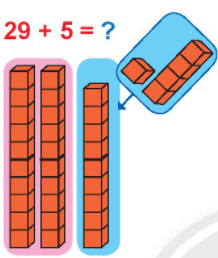 29 + 5 = ?